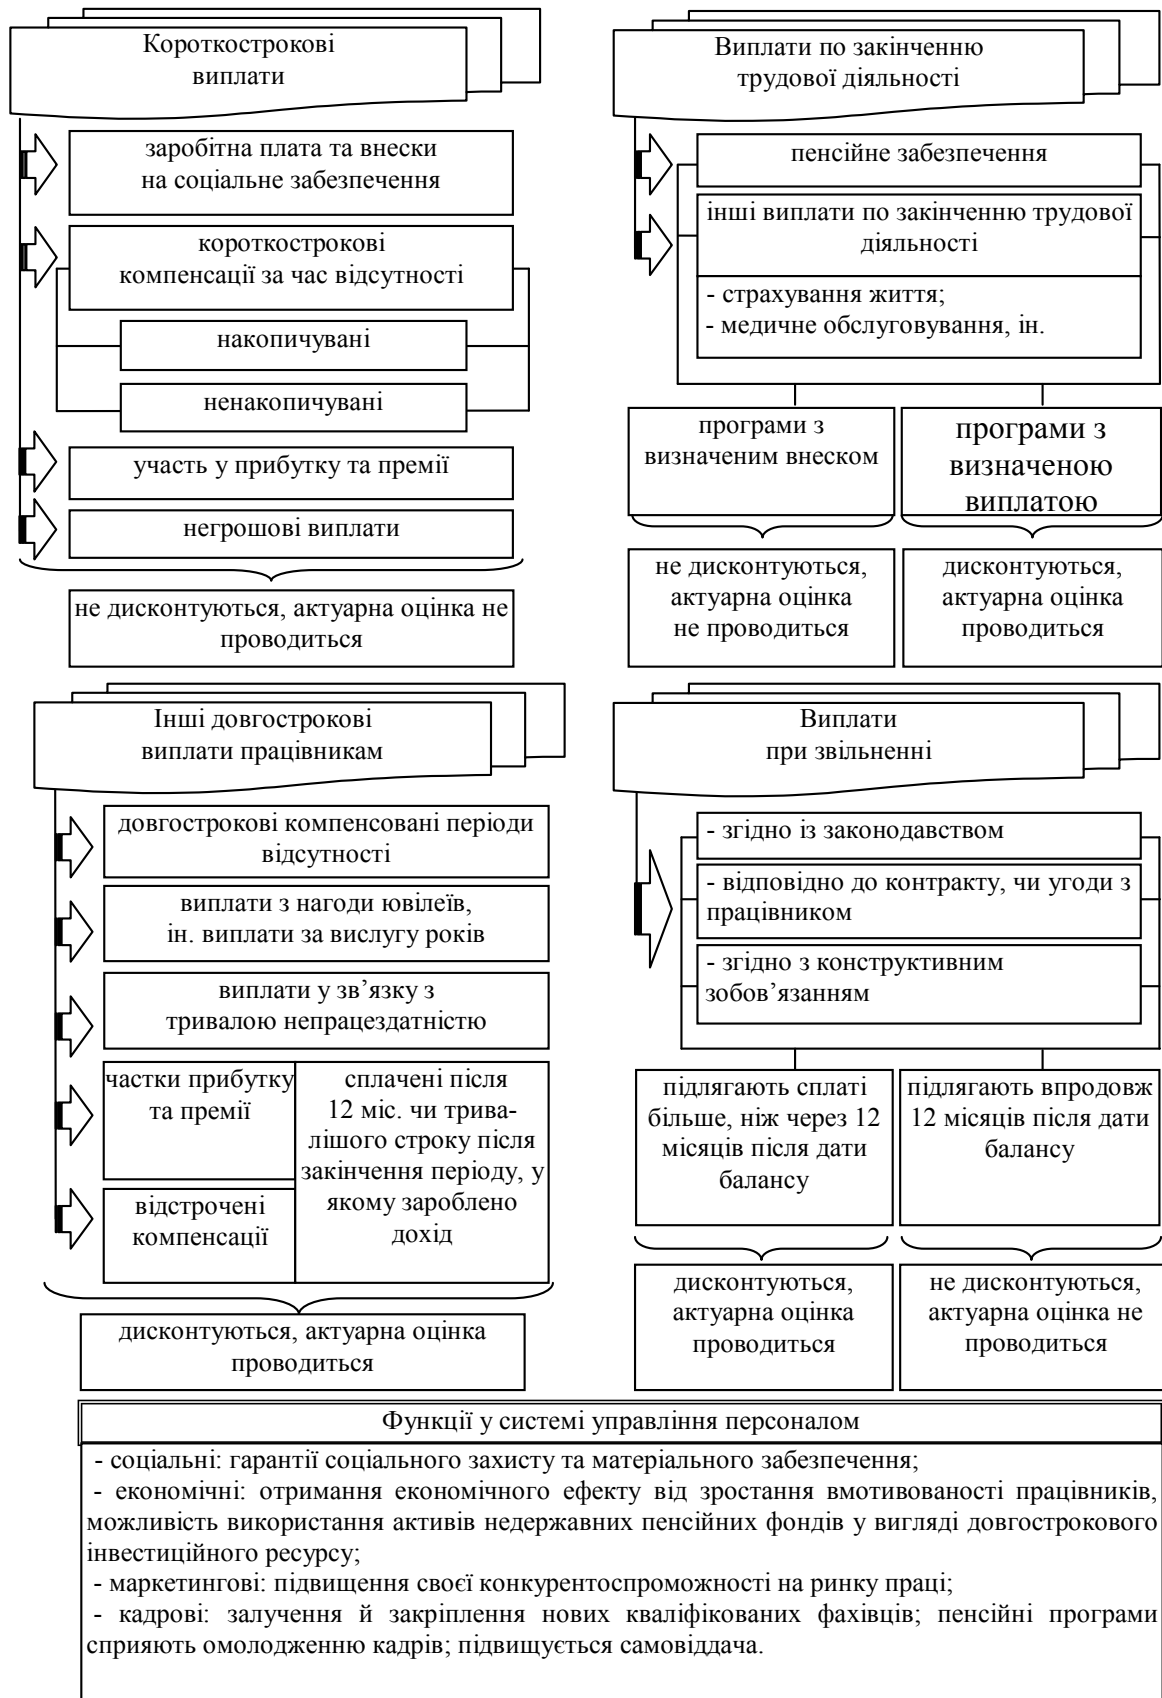 Короткострокові
виплати
заробітна плата та внески
на соціальне забезпечення
короткострокові
компенсації за час відсутності
накопичувані
ненакопичувані
участь у прибутку та премії
негрошові виплати
не дисконтуються, актуарна оцінка не
проводиться
Виплати по закінченню
трудової діяльності
пенсійне забезпечення
інші виплати по закінченню трудової
діяльності
- страхування життя;
- медичне обслуговування, ін.
програми з
визначеним внеском
програми з
визначеною
виплатою
не дисконтуються,
актуарна оцінка
не проводиться
дисконтуються,
актуарна оцінка
проводиться
Інші довгострокові
виплати працівникам
довгострокові компенсовані періоди
відсутності
виплати з нагоди ювілеїв,
ін. виплати за вислугу років
виплати у зв’язку з
тривалою непрацездатністю
частки прибутку
та премії
відстрочені
компенсації
сплачені після
12 міс. чи трива-
лішого строку після
закінчення періоду, у
якому зароблено
дохід
дисконтуються, актуарна оцінка
проводиться
Виплати
при звільненні
- згідно із законодавством
- відповідно до контракту, чи угоди з
працівником
- згідно з конструктивним
зобов’язанням
підлягають сплаті
більше, ніж через 12
місяців після дати
балансу
підлягають впродовж
12 місяців після дати
балансу
дисконтуються,
актуарна оцінка
проводиться
не дисконтуються,
актуарна оцінка не
проводиться
Функції у системі управління персоналом
- соціальні: гарантії соціального захисту та матеріального забезпечення;
- економічні: отримання економічного ефекту від зростання вмотивованості працівників,
можливість використання активів недержавних пенсійних фондів у вигляді довгострокового
інвестиційного ресурсу;
- маркетингові: підвищення своєї конкурентоспроможності на ринку праці;
- кадрові: залучення й закріплення нових кваліфікованих фахівців; пенсійні програми
сприяють омолодженню кадрів; підвищується самовіддача.